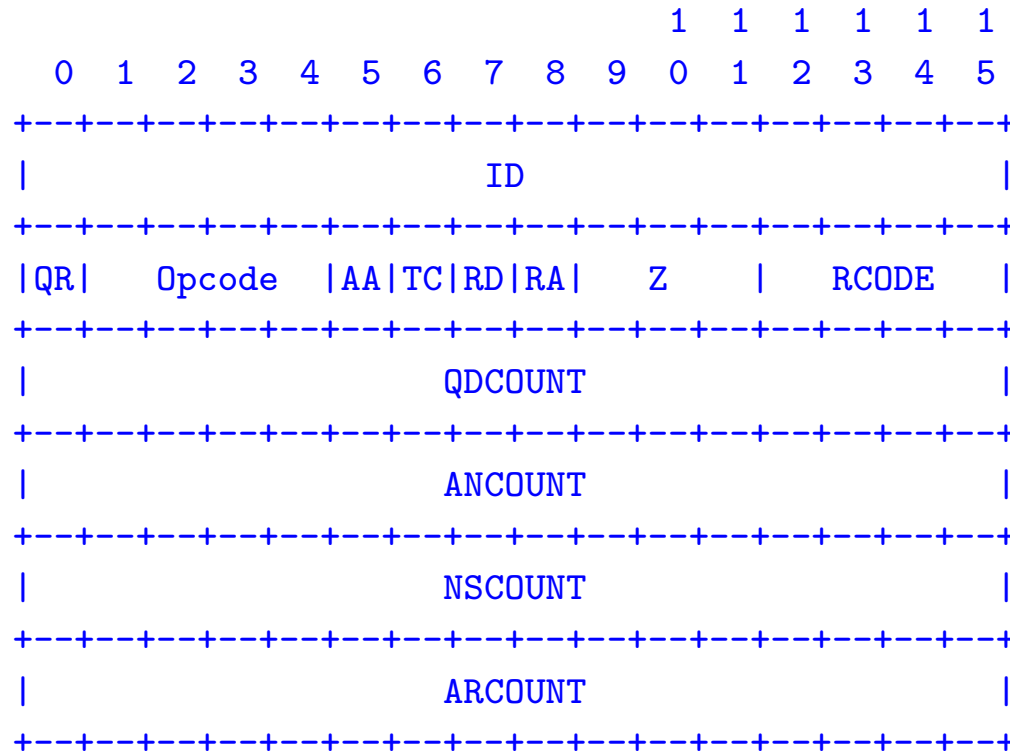 1  1  1  1  1  1
  0  1  2  3  4  5  6  7  8  9  0  1  2  3  4  5
+--+--+--+--+--+--+--+--+--+--+--+--+--+--+--+--+
|                      ID                       |
+--+--+--+--+--+--+--+--+--+--+--+--+--+--+--+--+
|QR|   Opcode  |AA|TC|RD|RA|   Z    |   RCODE   |
+--+--+--+--+--+--+--+--+--+--+--+--+--+--+--+--+
|                    QDCOUNT                    |
+--+--+--+--+--+--+--+--+--+--+--+--+--+--+--+--+
|                    ANCOUNT                    |
+--+--+--+--+--+--+--+--+--+--+--+--+--+--+--+--+
|                    NSCOUNT                    |
+--+--+--+--+--+--+--+--+--+--+--+--+--+--+--+--+
|                    ARCOUNT                    |
+--+--+--+--+--+--+--+--+--+--+--+--+--+--+--+--+